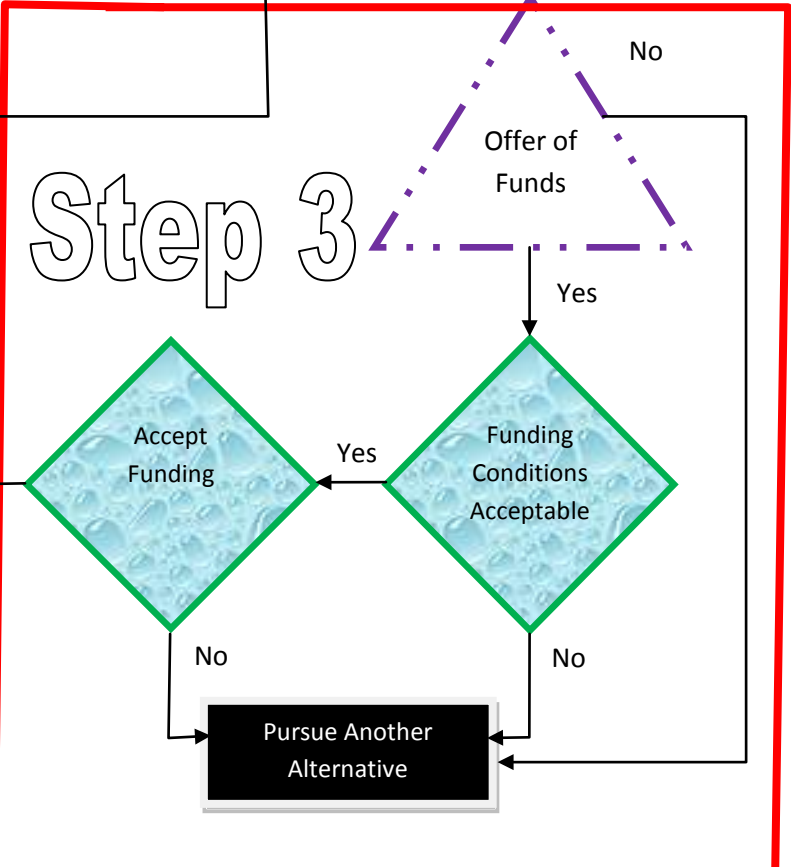 No
Offer of
Funds
Step 3
Yes
Accept
Funding
Yes
Funding
Conditions
Acceptable
No
No
Pursue Another
Alternative